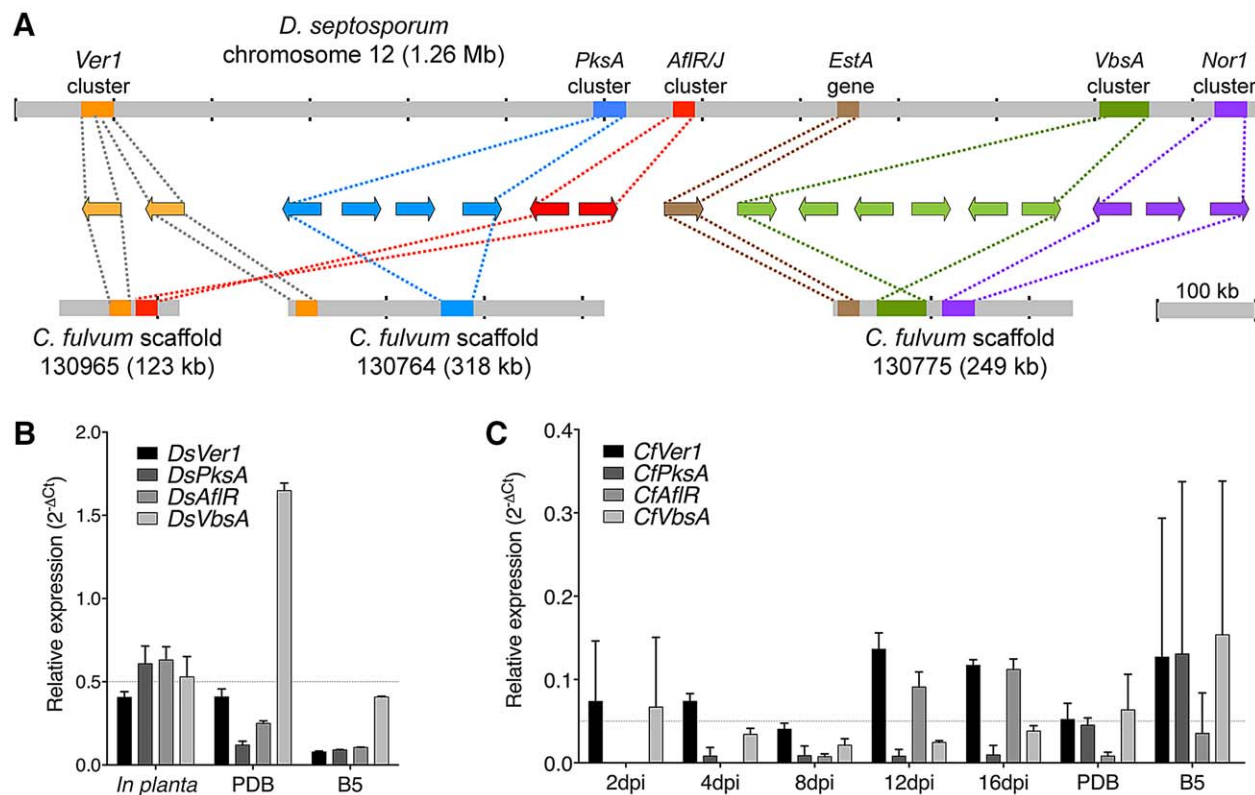 A
D. septosporum
chromosome 12 (1.26 Mb)
Ver1
cluster
PksA
cluster
AflR/J
cluster
EstA
gene
VbsA
cluster
Nor1
cluster
100 kb
C. fulvum scaffold
130965 (123 kb)
C. fulvum scaffold
130764 (318 kb)
C. fulvum scaffold
130775 (249 kb)
B
Relative expression (2-ΔCt)
2.0
1.5
1.0
0.5
0.0
DsVer1
DsPksA
DsAflR
DsVbsA
In planta
PDB
B5
C
Relative expression (2-ΔCt)
0.4
0.3
0.2
0.1
0.0
CfVer1
CfPksA
CfAflR
CfVbsA
2dpi
4dpi
8dpi
12dpi
16dpi
PDB
B5